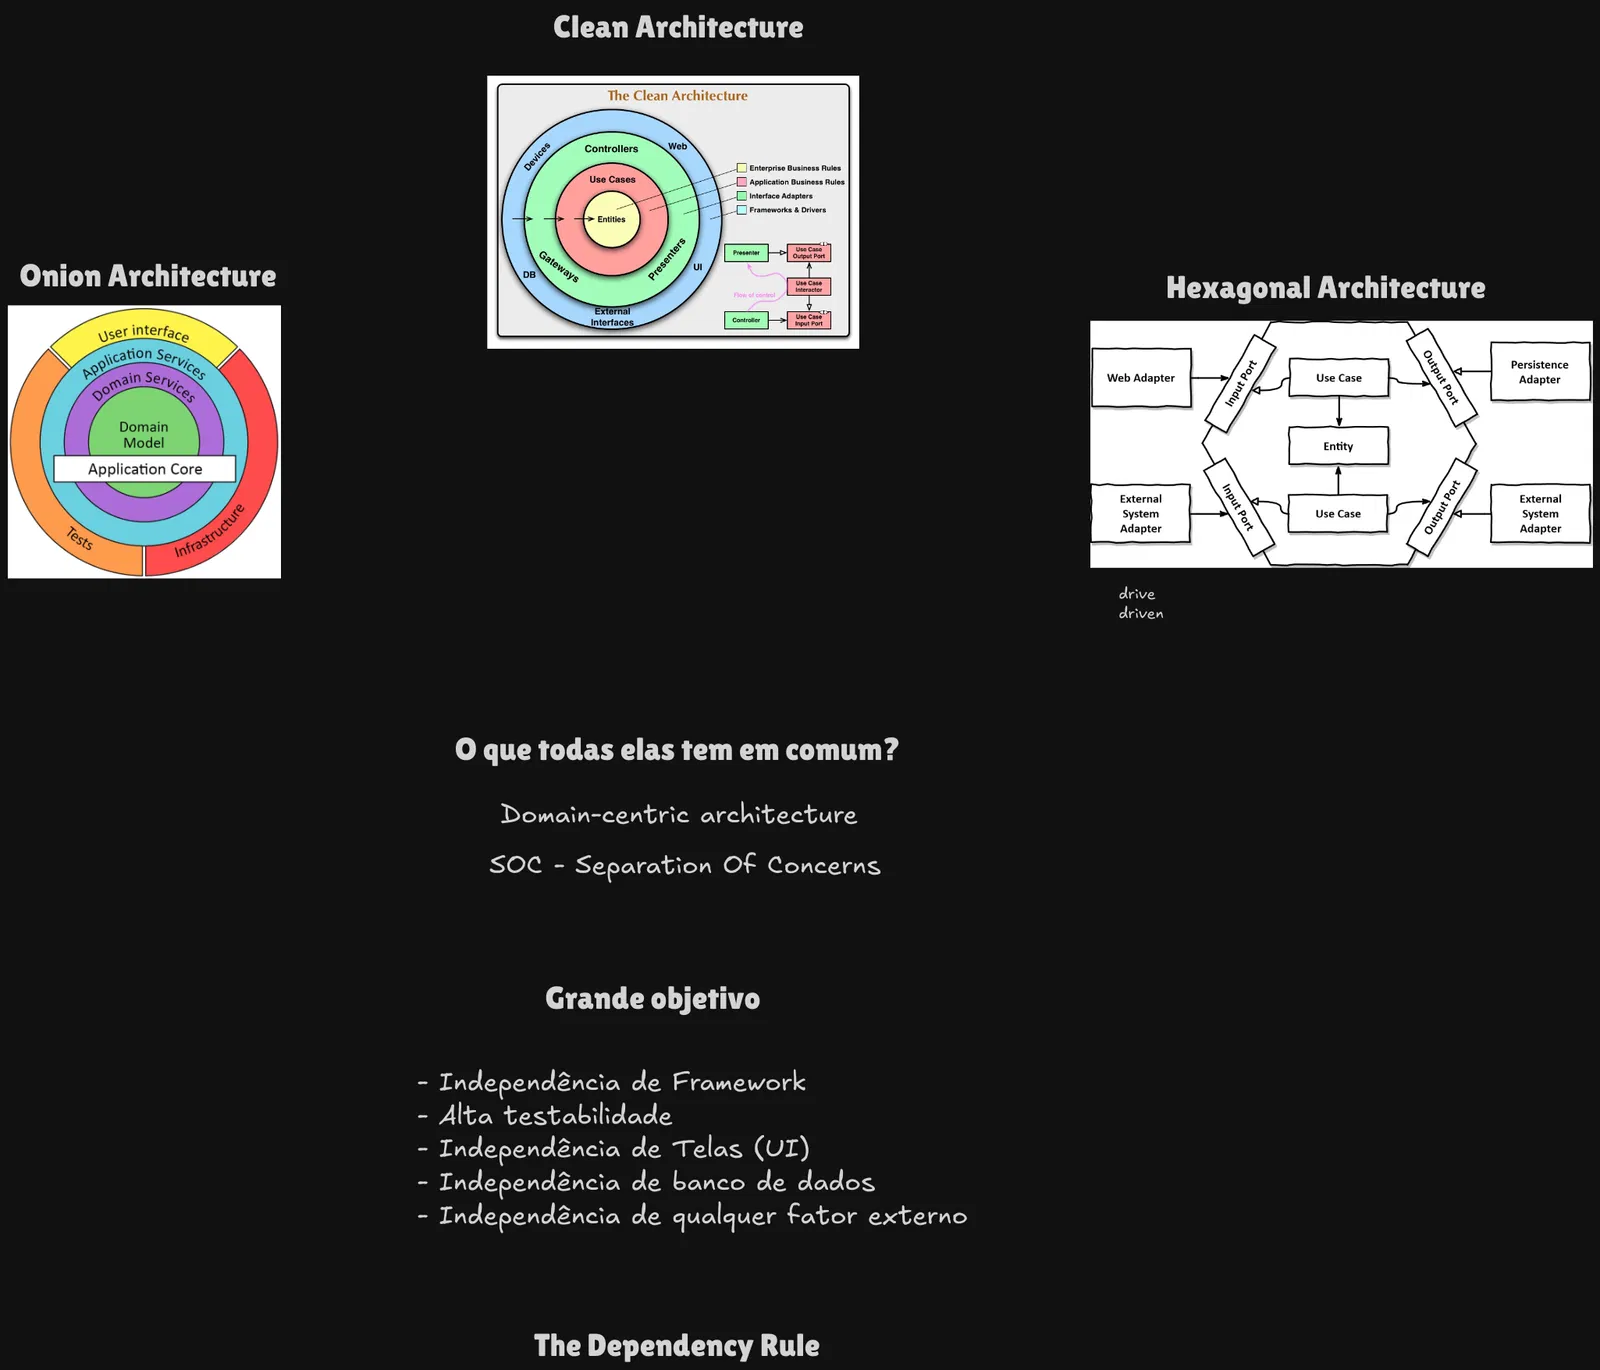 Clean Architecture
The Clean Architecture
Devices
Controllers
Web
Use Cases
Entities
DB
Gateways
Presenters
UI
External
Interfaces
Enterprise Business Rules
Application Business Rules
Interface Adapters
Frameworks & Drivers
Presenter
Use Case
Output Port
Use Case
Interactor
Flow of control
Controller
Use Case
Input Port
Onion Architecture
User interface
Application Services
Domain Services
Domain
Model
Application Core
Tests
Infrastructure
Hexagonal Architecture
Web Adapter
Input Port
Use Case
Output Port
Persistence
Adapter
Entity
External
System
Adapter
Input Port
Use Case
Output Port
External
System
Adapter
drive
driven
O que todas elas tem em comum?
Domain-centric architecture
SOC - Separation Of Concerns
Grande objetivo
- Independência de Framework
- Alta testabilidade
- Independência de Telas (UI)
- Independência de banco de dados
- Independência de qualquer fator externo
The Dependency Rule